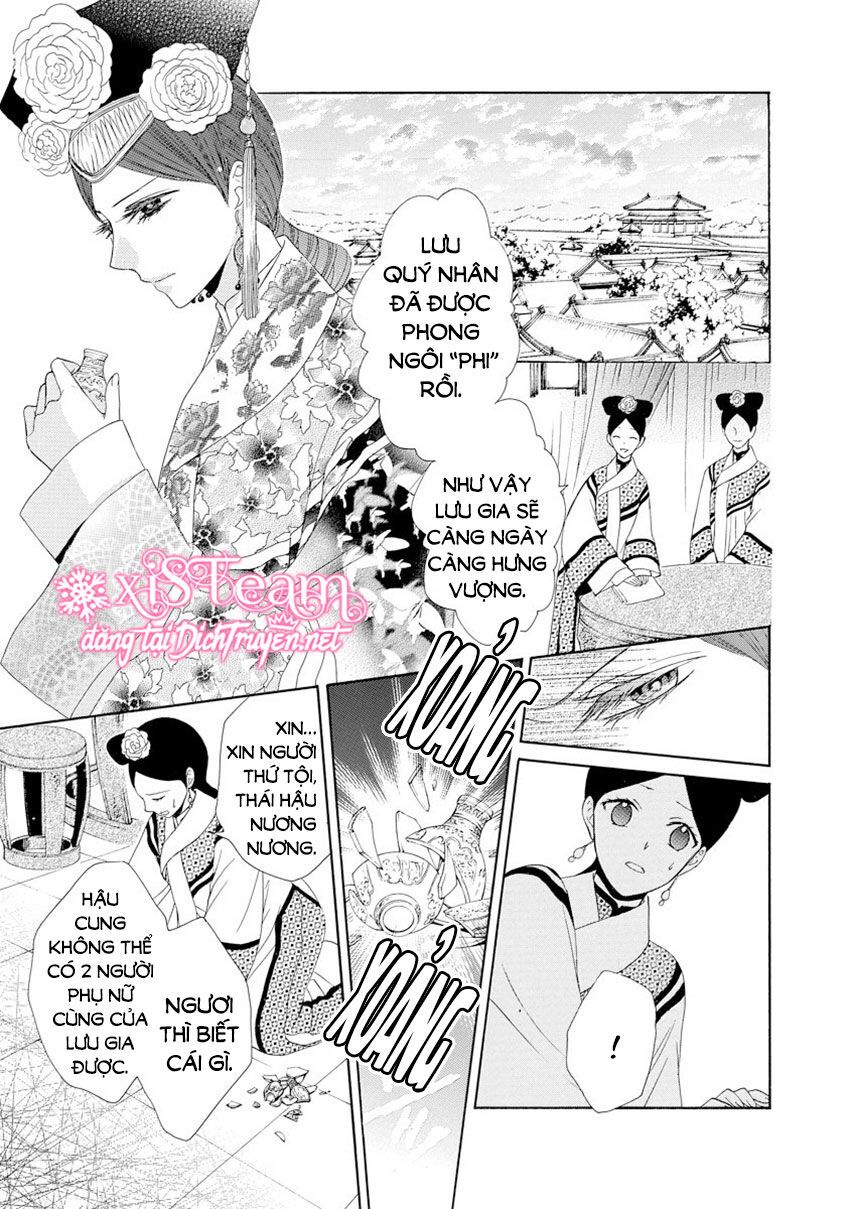 LƯU
QUÝ NHÂN
ĐÃ ĐƯỢC
PHONG
NGÔI "PHI"
RỒI.
NHƯ VẬY
LƯU GIA SẼ
CÀNG NGÀY
CÀNG HƯNG
VƯỢNG.
xiSTeam
đăng tại DichTruyen.net
XOẢNG
XOẢNG
!
XIN...
XIN NGƯỜI
THỨ TỘI,
THÁI HẬU
NƯƠNG
NƯƠNG.
NGƯƠI
THÌ BIẾT
CÁI GÌ.
HẬU
CUNG
KHÔNG THỂ
CÓ 2 NGƯỜI
PHỤ NỮ
CÙNG CỦA
LƯU GIA
ĐƯỢC.